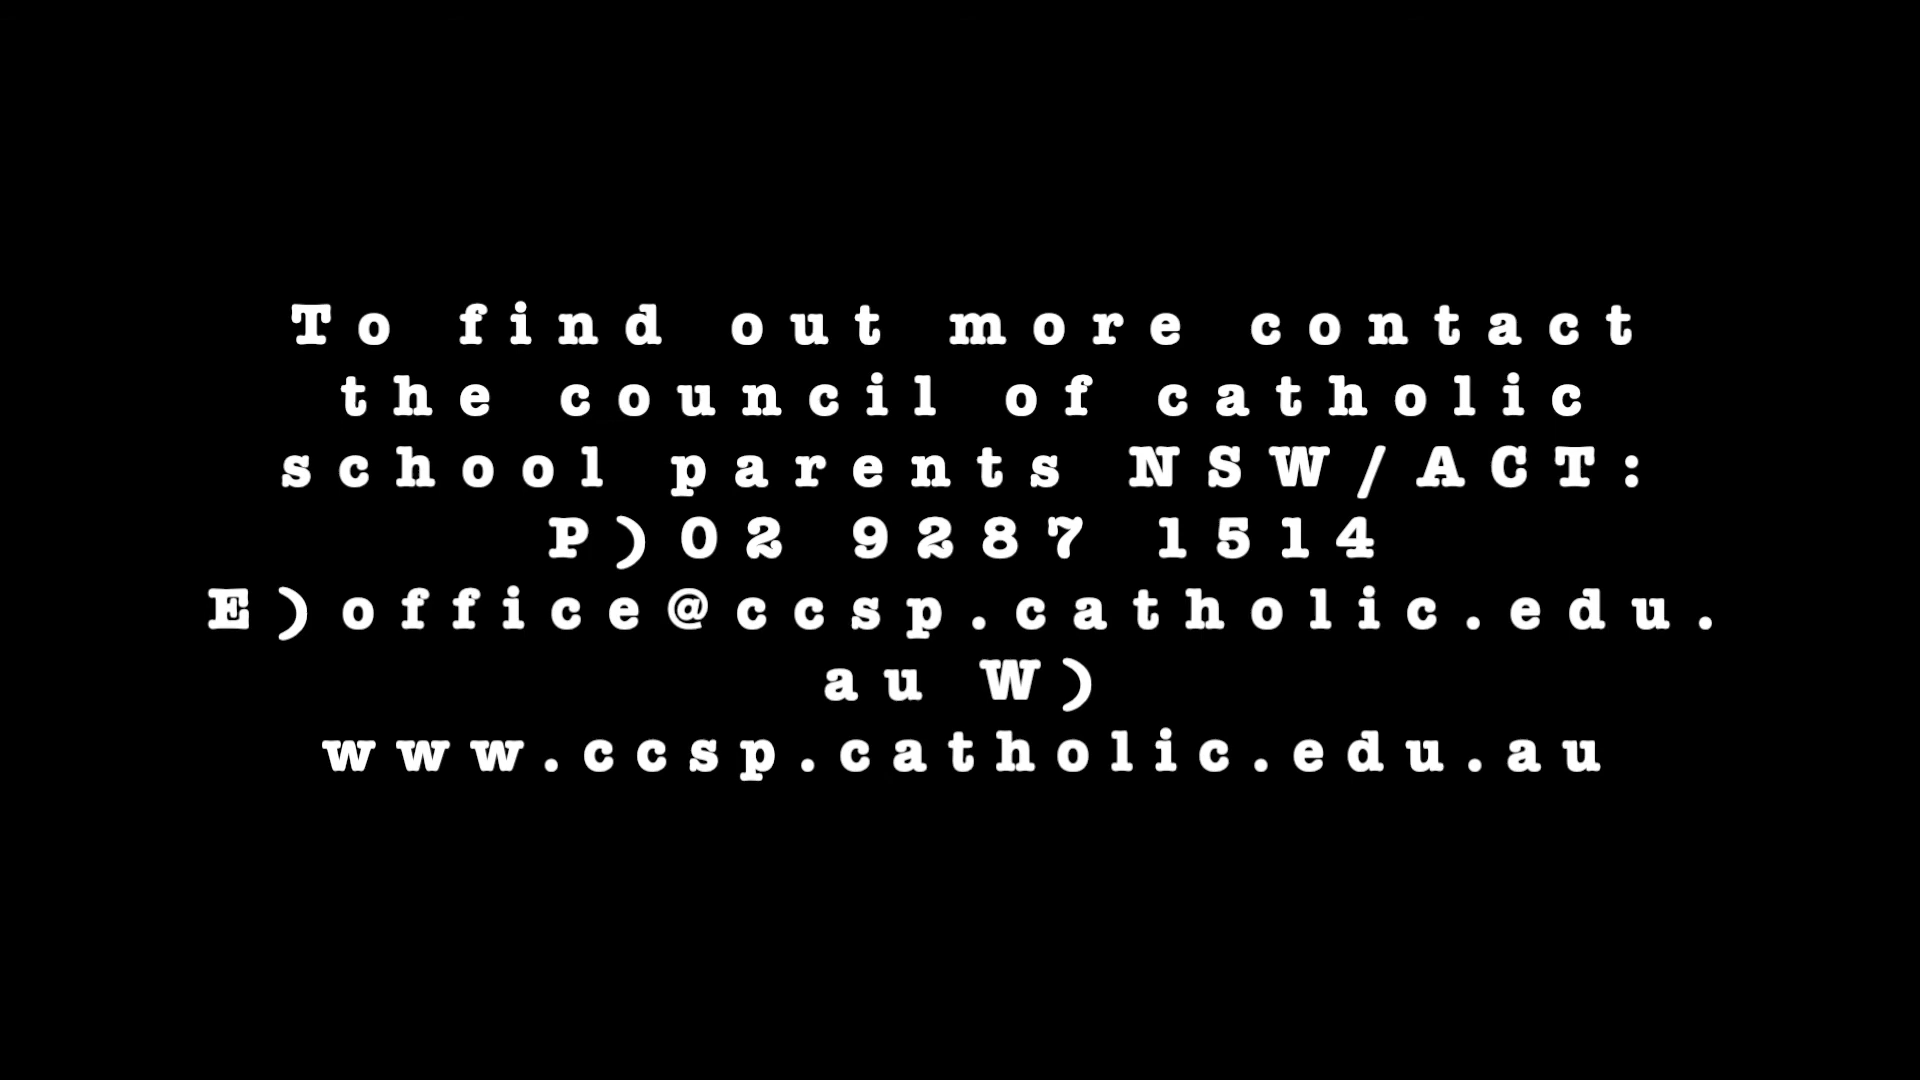 To find out more contact
the council of catholic
school parents NSW/ACT:
P)02 9287 1514
E)office@ccsp.catholic.edu.
au W)
www.ccsp.catholic.edu.au